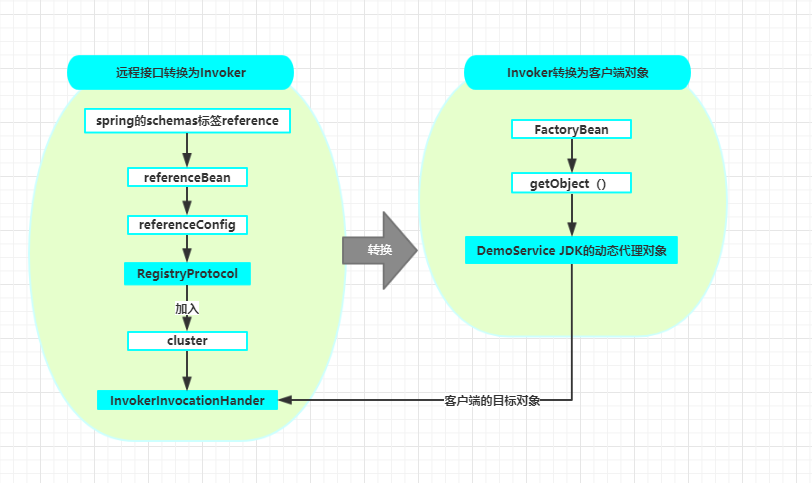 远程接口转换为Invoker
spring的schemas标签reference
referenceBean
referenceConfig
RegistryProtocol
加入
cluster
InvokerInvocationHander
转换
Invoker转换为客户端对象
FactoryBean
getObject（）
DemoService JDK的动态代理对象
客户端的目标对象